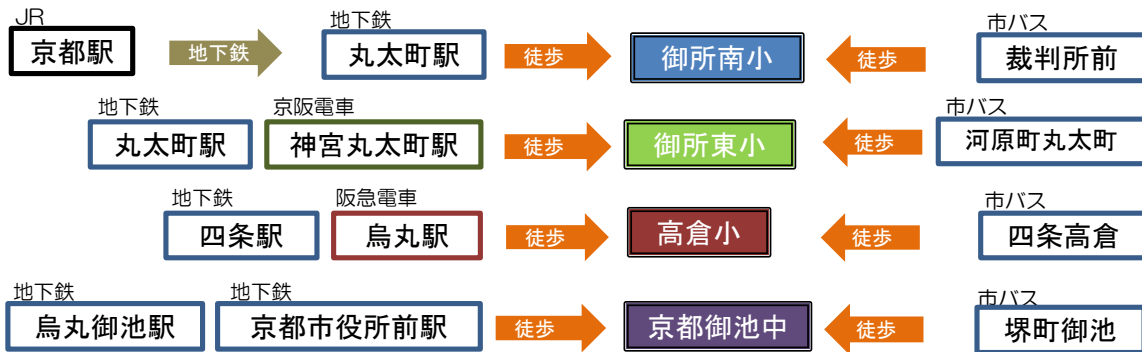 JR
地下鉄
市バス
京都駅
地下鉄
丸太町駅
徒歩
御所南小
徒歩
裁判所前
地下鉄
京阪電車
市バス
丸太町駅
神宮丸太町駅
徒歩
御所東小
徒歩
河原町丸太町
地下鉄
阪急電車
市バス
四条駅
烏丸駅
徒歩
高倉小
徒歩
四条高倉
地下鉄
地下鉄
市バス
烏丸御池駅
京都市役所前駅
徒歩
京都御池中
徒歩
堺町御池